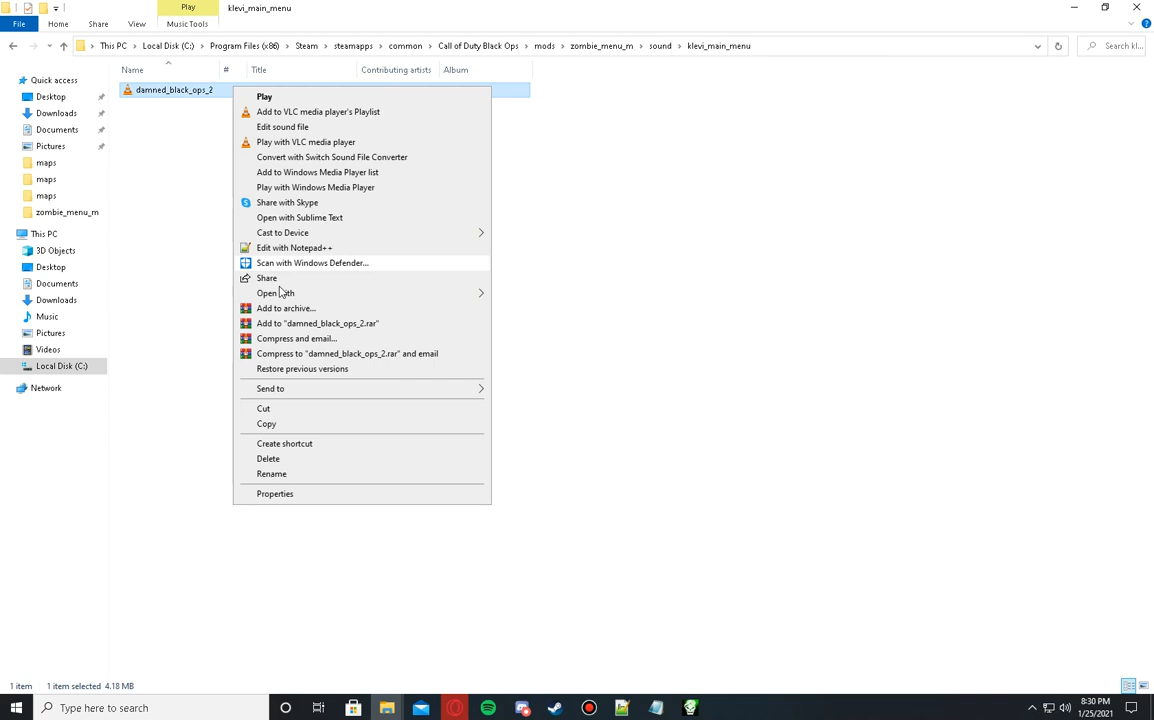 Play
klevi_main_menu
File
Home
Share
View
Music Tools
This PC
Local Disk (C:)
Program Files (x86)
Steam
steamapps
common
Call of Duty Black Ops
mods
zombie_menu_m
sound
klevi_main_menu
Search kl...
Name
#
Title
Contributing artists
Album
Quick access
Desktop
Downloads
Documents
Pictures
maps
maps
maps
zombie_menu_m
This PC
3D Objects
Desktop
Documents
Downloads
Music
Pictures
Videos
Local Disk (C:)
Network
damned_black_ops_2
Play
Add to VLC media player's Playlist
Edit sound file
Play with VLC media player
Convert with Switch Sound File Converter
Add to Windows Media Player list
Play with Windows Media Player
Share with Skype
Open with Sublime Text
Cast to Device
Edit with Notepad++
Scan with Windows Defender...
Share
Open with
Add to archive...
Add to "damned_black_ops_2.rar"
Compress and email...
Compress to "damned_black_ops_2.rar" and email
Restore previous versions
Send to
Cut
Copy
Create shortcut
Delete
Rename
Properties
1 item
1 item selected 4.18 MB
Type here to search
8:30 PM
1/25/2021